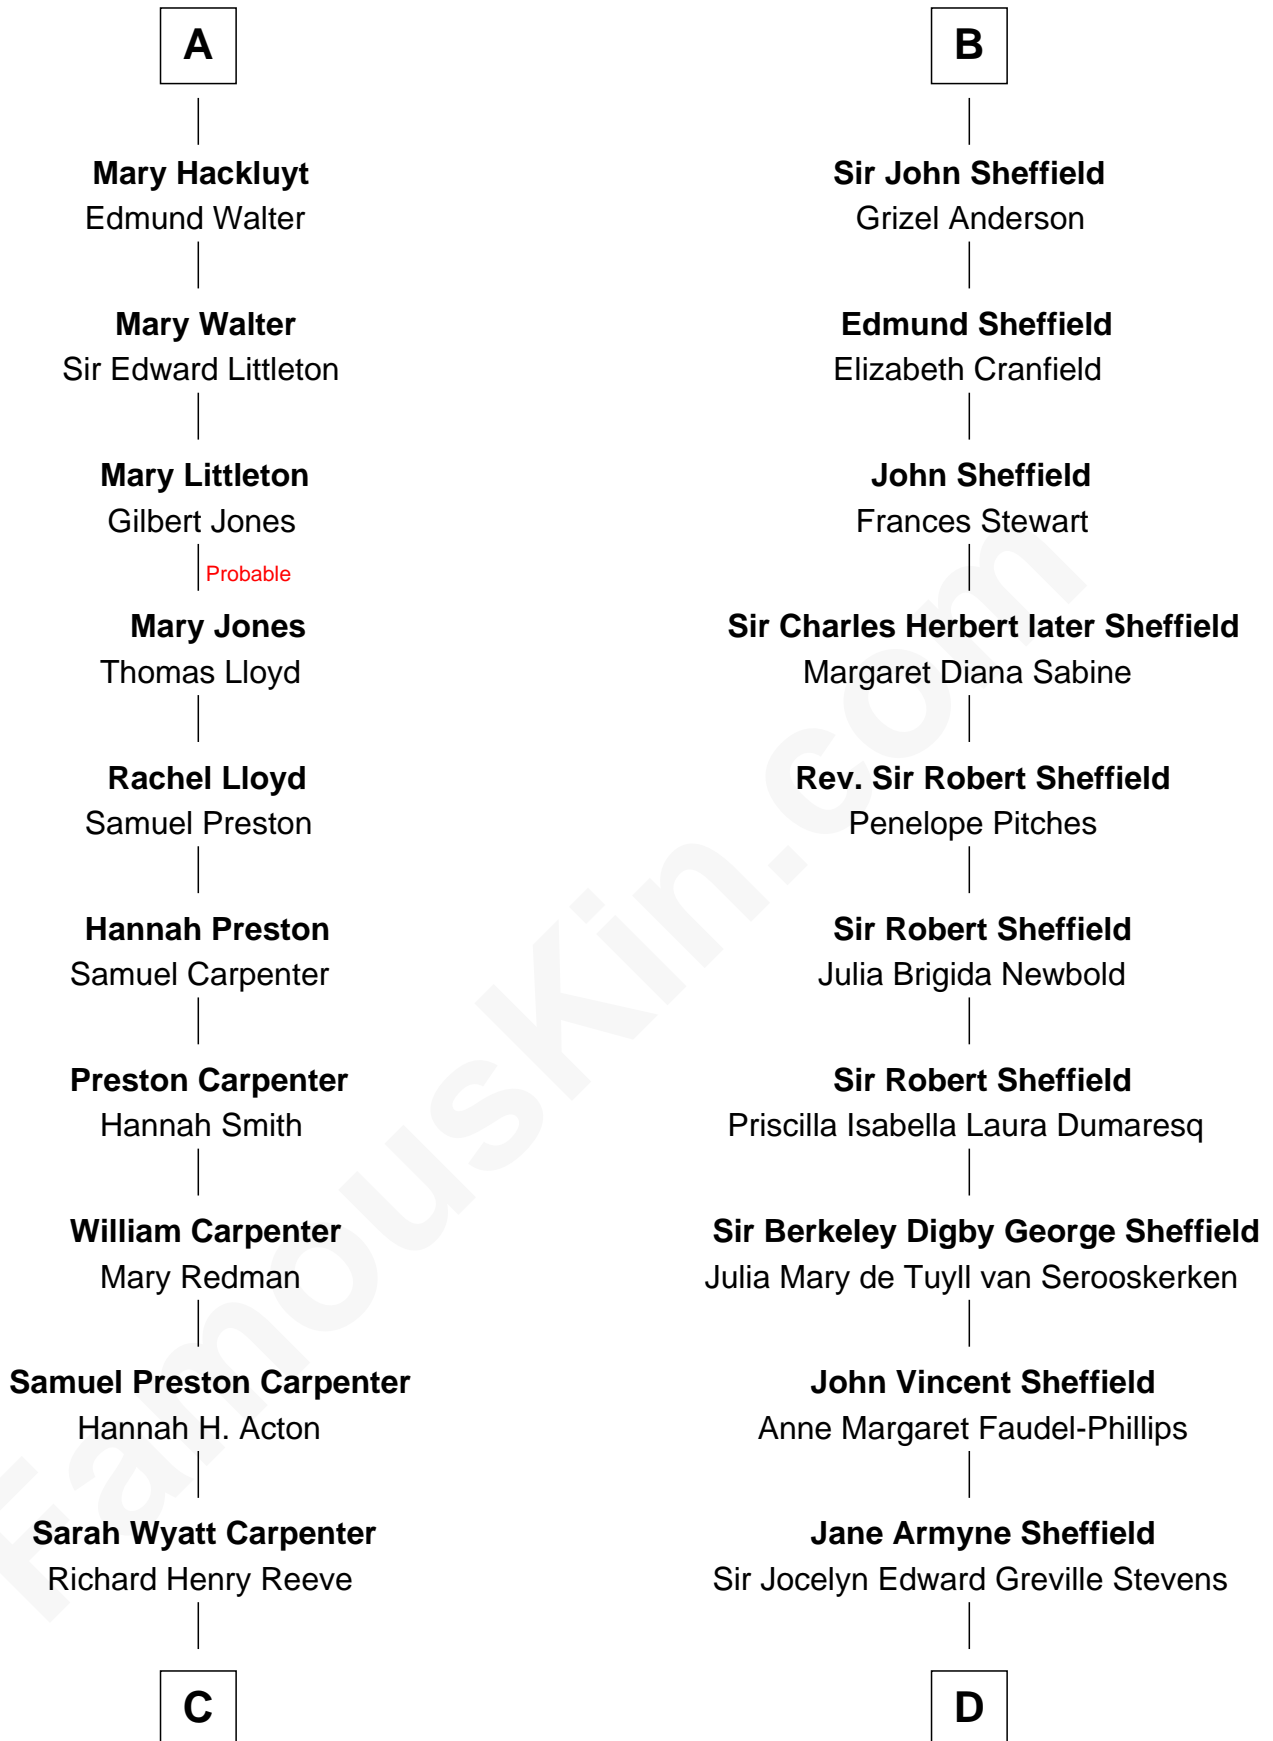 A
Mary Hackluyt
Edmund Walter
Mary Walter
Sir Edward Littleton
Mary Littleton
Gilbert Jones
Probable
Mary Jones
Thomas Lloyd
Rachel Lloyd
Samuel Preston
Hannah Preston
Samuel Carpenter
Preston Carpenter
Hannah Smith
William Carpenter
Mary Redman
Samuel Preston Carpenter
Hannah H. Acton
Sarah Wyatt Carpenter
Richard Henry Reeve
C
B
Sir John Sheffield
Grizel Anderson
Edmund Sheffield
Elizabeth Cranfield
John Sheffield
Frances Stewart
Sir Charles Herbert later Sheffield
Margaret Diana Sabine
Rev. Sir Robert Sheffield
Penelope Pitches
Sir Robert Sheffield
Julia Brigida Newbold
Sir Robert Sheffield
Priscilla Isabella Laura Dumaresq
Sir Berkeley Digby George Sheffield
Julia Mary de Tuyll van Serooskerken
John Vincent Sheffield
Anne Margaret Faudel-Phillips
Jane Armyne Sheffield
Sir Jocelyn Edward Greville Stevens
D
FamousKin.com